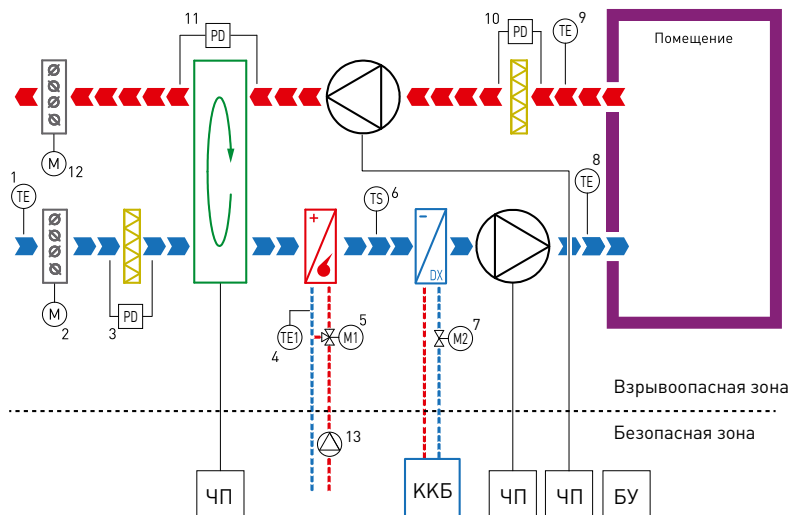 11
PD
10
PD
TE
9
Помещение
M
12
1
TE
TS
6
8
TE
+
-
DX
M
2
3
PD
4
TE1
5
M1
7
M2
Взрывоопасная зона
Безопасная зона
13
ЧП
ККБ
ЧП
ЧП
БУ